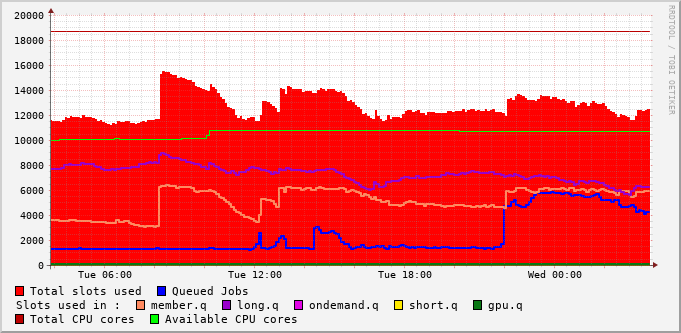 20000
18000
16000
14000
12000
10000
8000
6000
4000
2000
0
Tue 06:00 Tue 12:00 Tue 18:00 Wed 00:00
RRDTOOL / TOBI OETIKER
Total slots used Queued Jobs
Slots used in : member.q long.q ondemand.q short.q gpu.q
Total CPU cores Available CPU cores